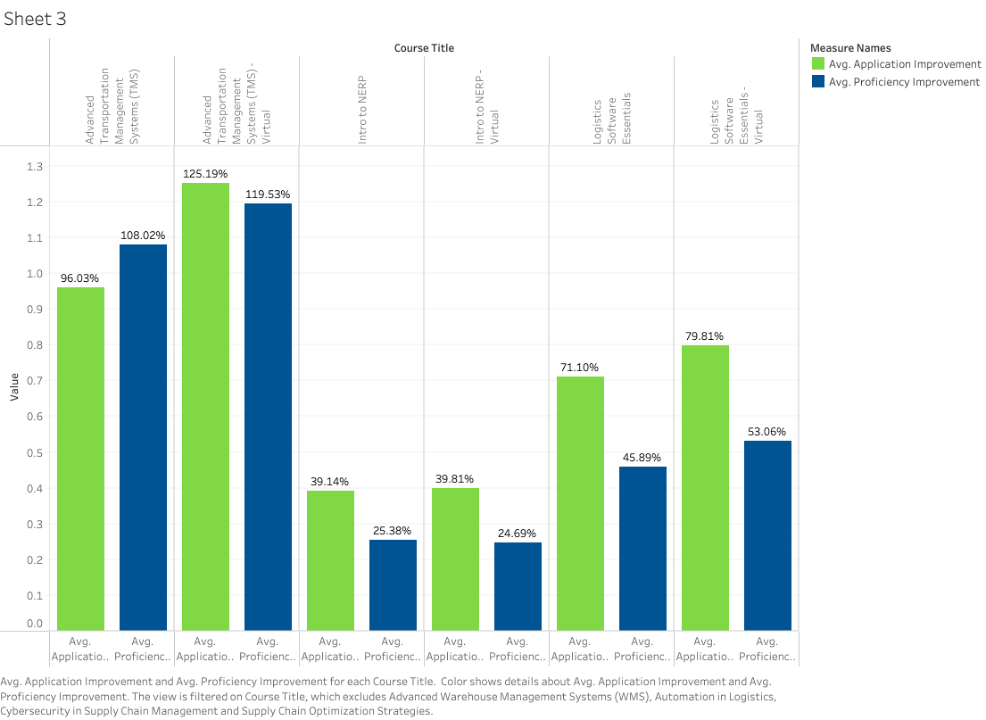 Sheet 3
Course Title
Measure Names
Avg. Application Improvement
Avg. Proficiency Improvement
Advanced
Transportation
Management
Systems (TMS)
Advanced
Transportation
Management
Systems (TMS) -
Virtual
Intro to NERP
Intro to NERP -
Virtual
Logistics
Software
Essentials
Logistics
Software
Essentials -
Virtual
Value
1.3
1.2
1.1
1.0
0.9
0.8
0.7
0.6
0.5
0.4
0.3
0.2
0.1
0.0
96.03%
108.02%
125.19%
119.53%
39.14%
25.38%
39.81%
24.69%
71.10%
45.89%
79.81%
53.06%
Avg.
Applicatio..
Avg.
Proficienc..
Avg.
Applicatio..
Avg.
Proficienc..
Avg.
Applicatio..
Avg.
Proficienc..
Avg.
Applicatio..
Avg.
Proficienc..
Avg.
Applicatio..
Avg.
Proficienc..
Avg.
Applicatio..
Avg.
Proficienc..
Avg. Application Improvement and Avg. Proficiency Improvement for each Course Title.  Color shows details about Avg. Application Improvement and Avg.
Proficiency Improvement. The view is filtered on Course Title, which excludes Advanced Warehouse Management Systems (WMS), Automation in Logistics,
Cybersecurity in Supply Chain Management and Supply Chain Optimization Strategies.